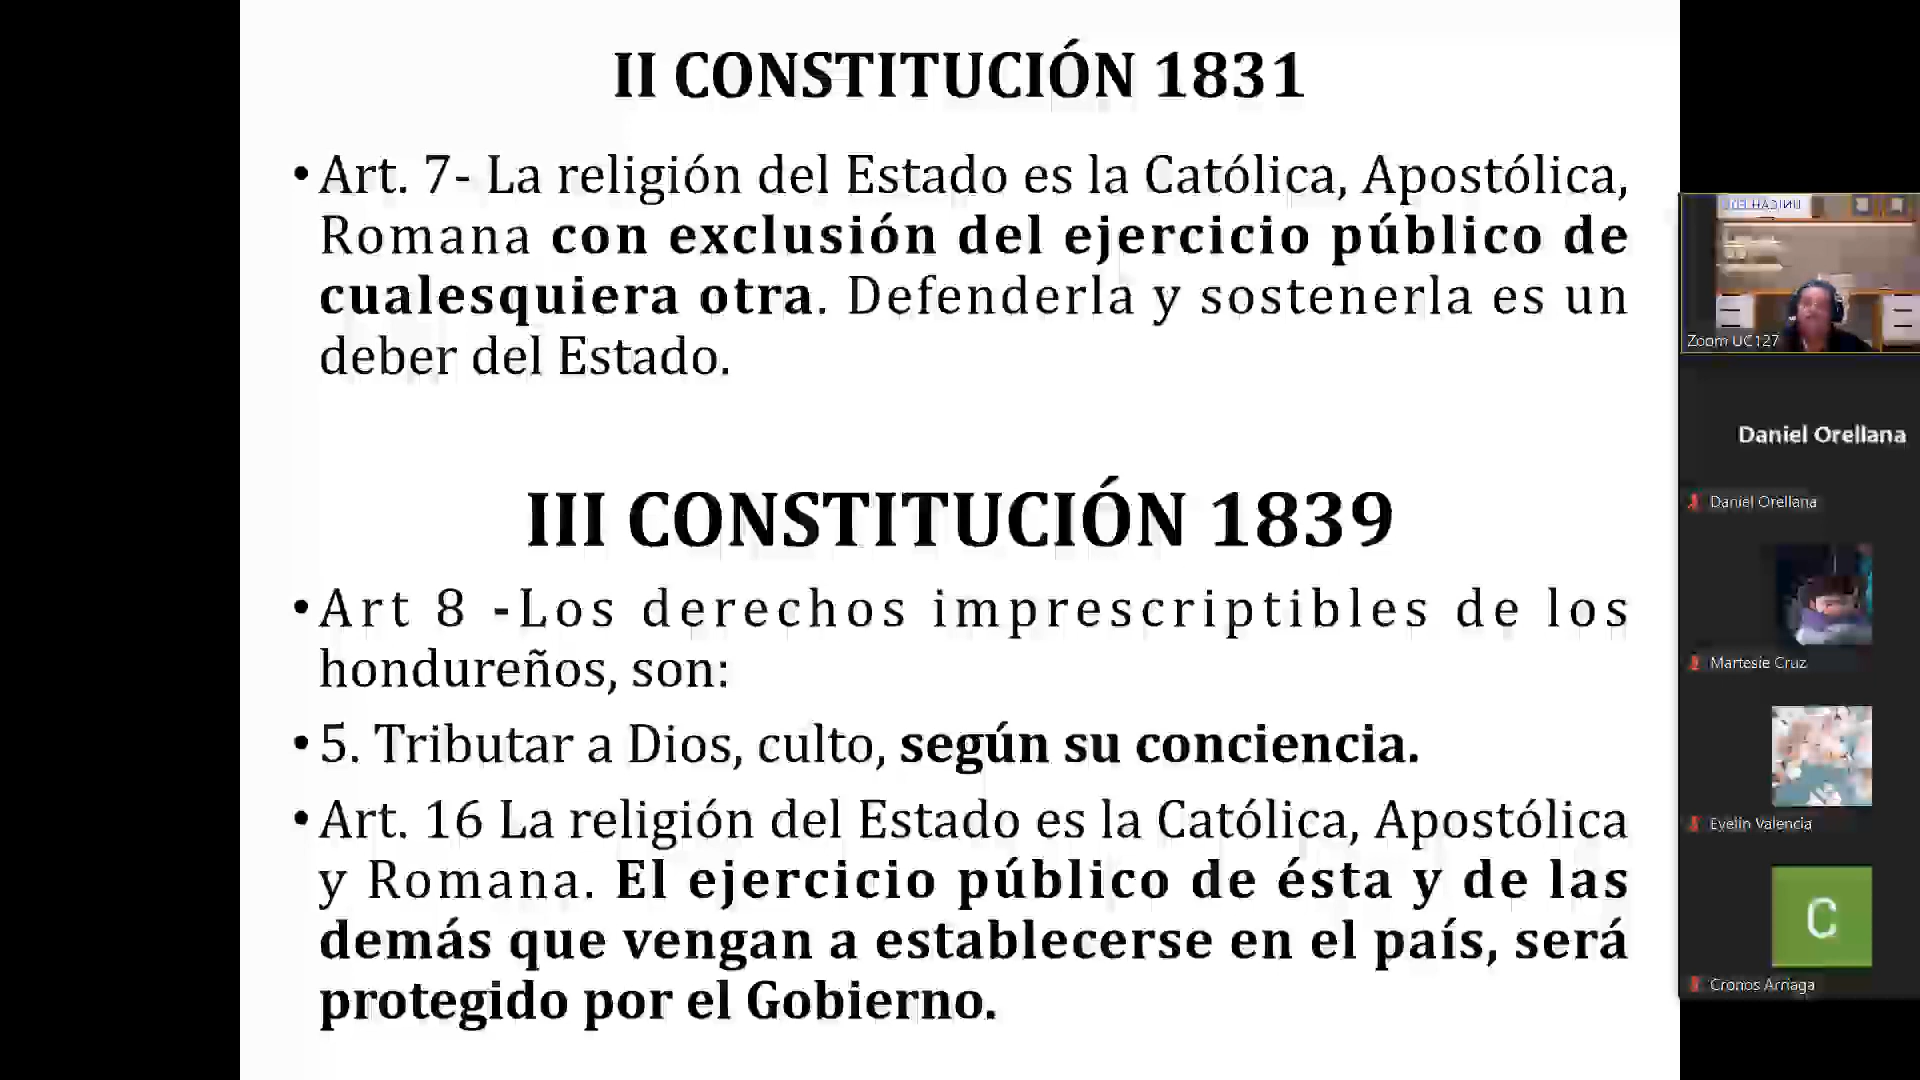 II CONSTITUCIÓN 1831
• Art. 7- La religión del Estado es la Católica, Apostólica,
Romana con exclusión del ejercicio público de
cualesquiera otra. Defenderla y sostenerla es un
deber del Estado.
III CONSTITUCIÓN 1839
• Art 8 -Los derechos imprescriptibles de los
hondureños, son:
• 5. Tributar a Dios, culto, según su conciencia.
• Art. 16 La religión del Estado es la Católica, Apostólica
y Romana. El ejercicio público de ésta y de las
demás que vengan a establecerse en el país, será
protegido por el Gobierno.
Zoom UC127
Daniel Orellana
Daniel Orellana
Martesie Cruz
Evelin Valencia
C
Cronos Arriaga